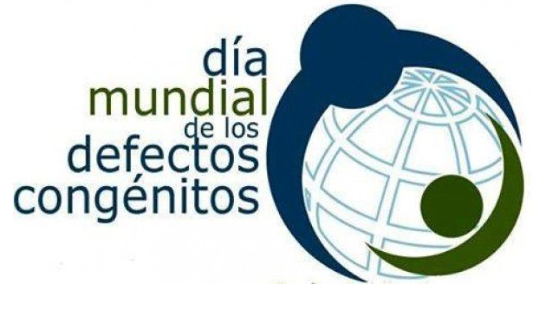 día
mundial
de los
defectos
congénitos